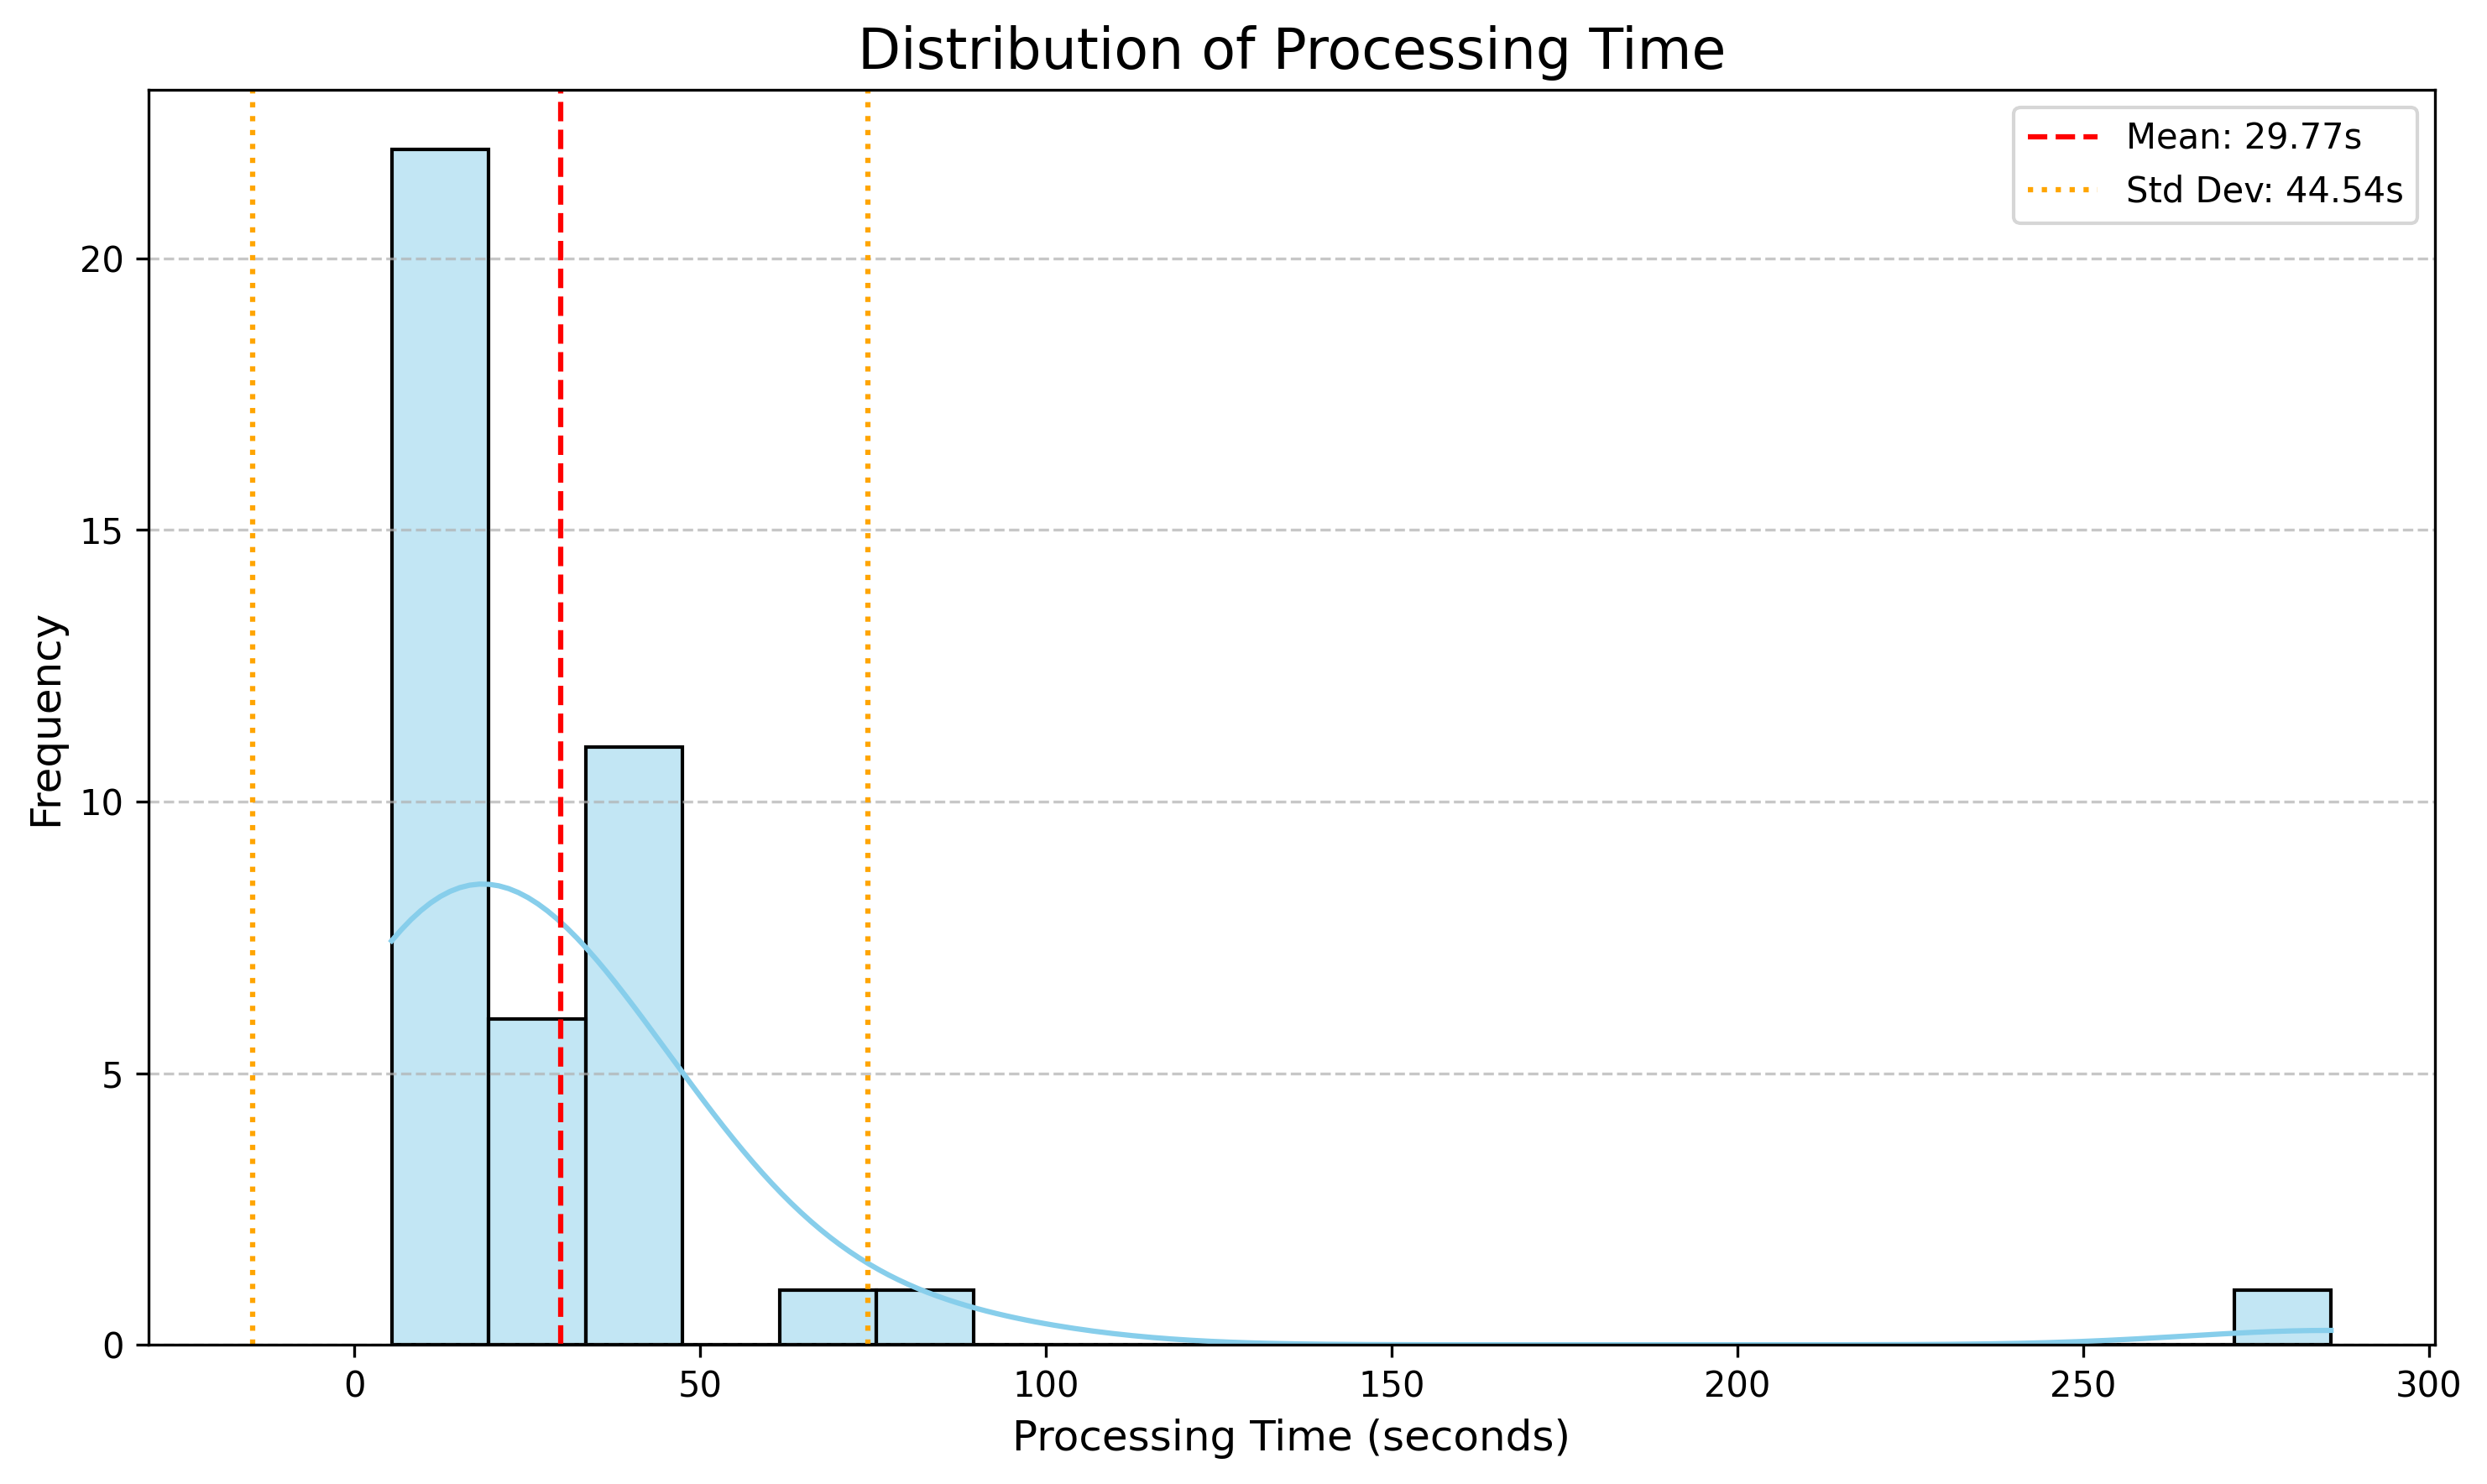 Distribution of Processing Time
Mean: 29.77s
Std Dev: 44.54s
Frequency
20
15
10
5
0
0 50 100 150 200 250 300
Processing Time (seconds)